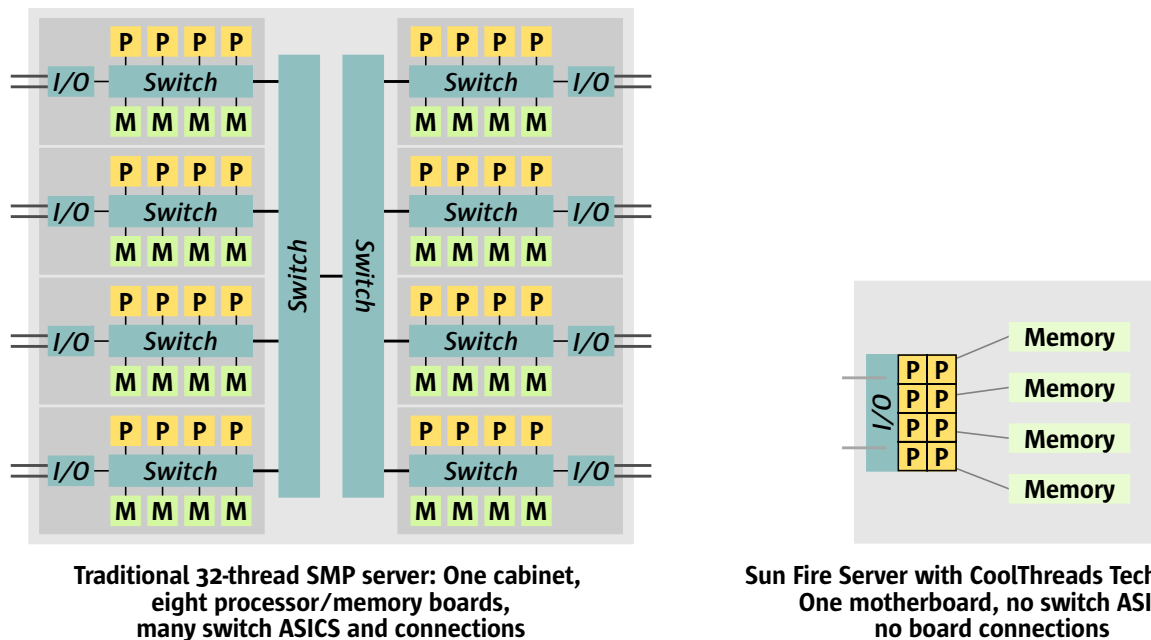 P P P P
I/O Switch
M M M M
P P P P
Switch I/O
M M M M
P P P P
I/O Switch
M M M M
P P P P
Switch I/O
M M M M
Switch
Switch
P P P P
I/O Switch
M M M M
P P P P
Switch I/O
M M M M
P P P P
I/O Switch
M M M M
P P P P
Switch I/O
M M M M
Traditional 32-thread SMP server: One cabinet,
eight processor/memory boards,
many switch ASICS and connections
I/O
P P
P P
P P
P P
Memory
Memory
Memory
Memory
Sun Fire Server with CoolThreads Tech
One motherboard, no switch ASI
no board connections